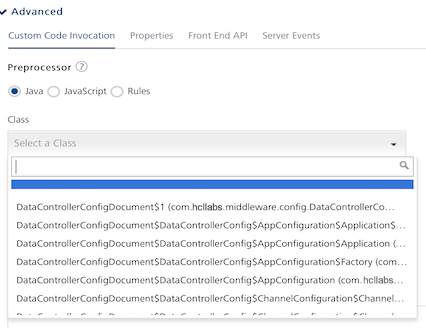 Advanced
Custom Code Invocation Properties Front End API Server Events
Preprocessor ?
Java JavaScript Rules
Class
Select a Class
DataControllerConfigDocument$1 (com.hcllabs.middleware.config.DataControllerCo...
DataControllerConfigDocument$DataControllerConfig$AppConfiguration$Application$...
DataControllerConfigDocument$DataControllerConfig$AppConfiguration$Application (...
DataControllerConfigDocument$DataControllerConfig$AppConfiguration$Factory (com...
DataControllerConfigDocument$DataControllerConfig$AppConfiguration (com.hcllabs...
DataControllerConfigDocument$DataControllerConfig$ChannelConfiguration$Channel...